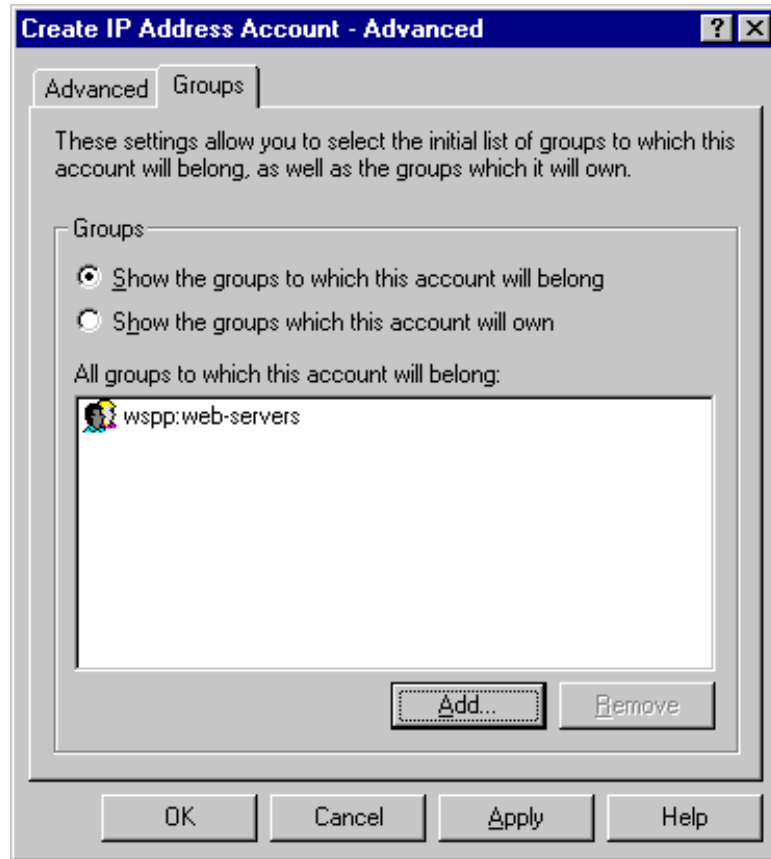 Create IP Address Account - Advanced
Advanced
Groups
These settings allow you to select the initial list of groups to which this
account will belong, as well as the groups which it will own.
Groups
Show the groups to which this account will belong
Show the groups which this account will own
All groups to which this account will belong:
wspp:web-servers
Add...
Remove
OK
Cancel
Apply
Help